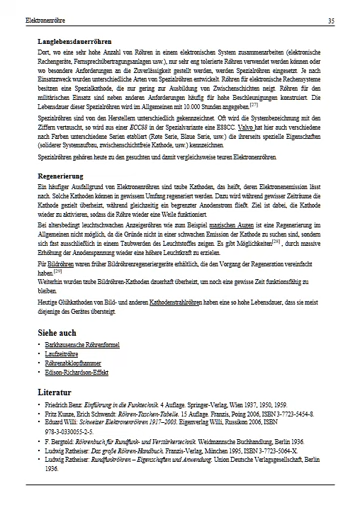 Elektronenröhre 35
Langlebensdauerröhren
Dort, wo eine sehr hohe Anzahl von Röhren in einem elektronischen System zusammenarbeiten (elektronische
Rechengeräte, Fernsprechübertragungsanlagen usw.), nur sehr eng tolerierte Röhren verwendet werden können oder
wo besondere Anforderungen an die Zuverlässigkeit gestellt werden, werden Spezialröhren eingesetzt. Je nach
Einsatzzweck wurden unterschiedliche Arten von Spezialröhren entwickelt. Röhren für elektronische Rechensysteme
besitzen eine Spezialkathode, die nur gering zur Ausbildung von Zwischenschichten neigt. Röhren für den
militärischen Einsatz sind neben anderen Anforderungen häufig für hohe Beschleunigungen konstruiert. Die
Lebensdauer dieser Spezialröhren wird im Allgemeinen mit 10.000 Stunden angegeben.[27]
Spezialröhren sind von den Herstellern unterschiedlich gekennzeichnet. Oft wird die Systembezeichnung mit den
Ziffern vertauscht, so wird aus einer ECC88 in der Spezialvariante eine E88CC. Valvo hat hier auch verschiedene
nach Farben unterschiedene Serien etabliert (Rote Serie, Blaue Serie, usw.) die ihrerseits spezielle Eigenschaften
(soliderer Systemaufbau, zwischenschichtfreie Kathode, usw.) kennzeichnen.
Spezialröhren gehören heute zu den gesuchten und damit vergleichsweise teuren Elektronenröhren.
Regenerierung
Ein häufiger Ausfallgrund von Elektronenröhren sind taube Kathoden, das heißt, deren Elektronenemission lässt
nach. Solche Kathoden können in gewissem Umfang regeneriert werden. Dazu wird während gewisser Zeiträume die
Kathode gezielt überheizt, während gleichzeitig ein begrenzter Anodenstrom fließt. Ziel ist dabei, die Kathode
wieder zu aktivieren, sodass die Röhre wieder eine Weile funktioniert.
Bei altersbedingt leuchtschwachen Anzeigeröhren wie zum Beispiel magischen Augen ist eine Regenerierung im
Allgemeinen nicht möglich, da die Gründe nicht in einer schwachen Emission der Kathode zu suchen sind, sondern
sich fast ausschließlich in einem Taubwerden des Leuchtstoffes zeigen. Es gibt Möglichkeiten[28], durch massive
Erhöhung der Anodenspannung wieder eine höhere Leuchtkraft zu erzielen.
Für Bildröhren waren früher Bildröhrenregeneriergeräte erhältlich, die den Vorgang der Regeneration vereinfacht
haben.[29]
Weiterhin wurden taube Bildröhren-Kathoden dauerhaft überheizt, um noch eine gewisse Zeit funktionsfähig zu
bleiben.
Heutige Glühkathoden von Bild- und anderen Kathodenstrahlröhren haben eine so hohe Lebensdauer, dass sie meist
diejenige des Gerätes übersteigt.
Siehe auch
• Barkhausensche Röhrenformel
• Laufzeitröhre
• Röhrenabklopfhammer
• Edison-Richardson-Effekt
Literatur
• Friedrich Benz: Einführung in die Funktechnik. 4 Auflage. Springer-Verlag, Wien 1937, 1950, 1959.
• Fritz Kunze, Erich Schwandt: Röhren-Taschen-Tabelle. 15 Auflage. Franzis, Poing 2006, ISBN 3-7723-5454-8.
• Eduard Willi: Schweizer Elektronenröhren 1917–2003. Eigenverlag Willi, Russikon 2006, ISBN
978-3-0330055-2-5.
• F. Bergtold: Röhrenbuch für Rundfunk- und Verstärkertechnik. Weidmannsche Buchhandlung, Berlin 1936.
• Ludwig Ratheiser: Das große Röhren-Handbuch. Franzis-Verlag, München 1995, ISBN 3-7723-5064-X.
• Ludwig Ratheiser: Rundfunkröhren – Eigenschaften und Anwendung. Union Deutsche Verlagsgesellschaft, Berlin
1936.